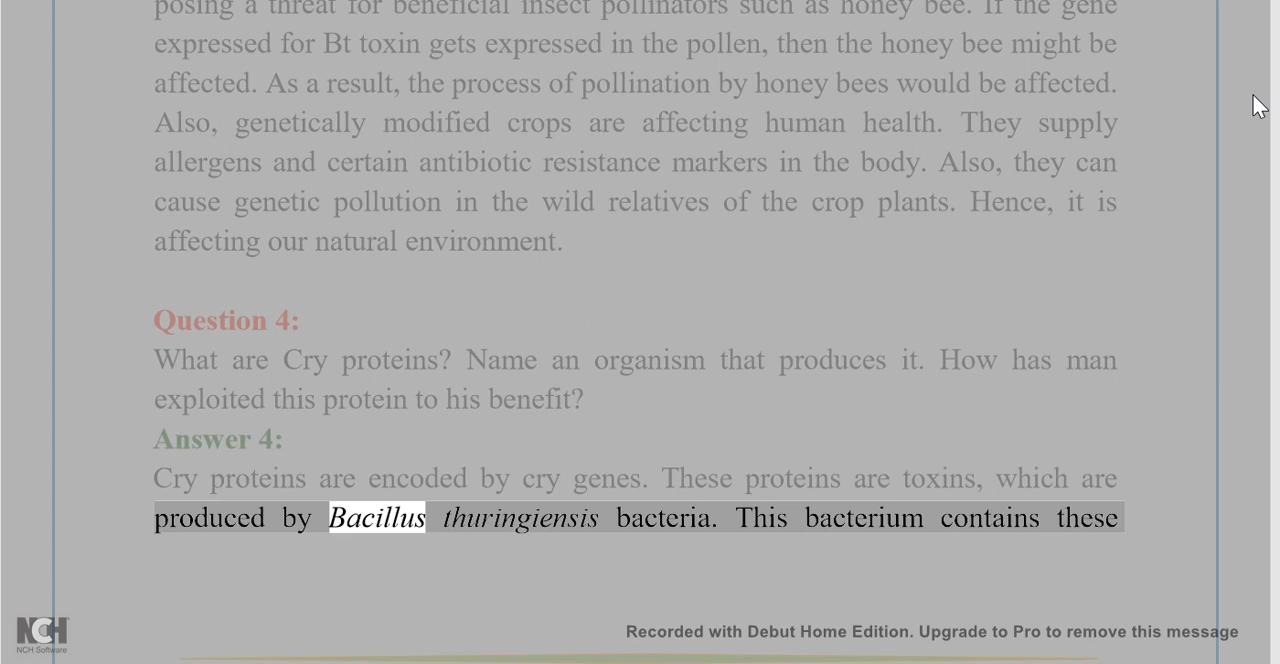 posing a threat for beneficial insect pollinators such as honey bee. If the gene
expressed for Bt toxin gets expressed in the pollen, then the honey bee might be
affected. As a result, the process of pollination by honey bees would be affected.
Also, genetically modified crops are affecting human health. They supply
allergens and certain antibiotic resistance markers in the body. Also, they can
cause genetic pollution in the wild relatives of the crop plants. Hence, it is
affecting our natural environment.
Question 4:
What are Cry proteins? Name an organism that produces it. How has man
exploited this protein to his benefit?
Answer 4:
Cry proteins are encoded by cry genes. These proteins are toxins, which are
produced by Bacillus thuringiensis bacteria. This bacterium contains these
NCH
NCH Software
Recorded with Debut Home Edition. Upgrade to Pro to remove this message